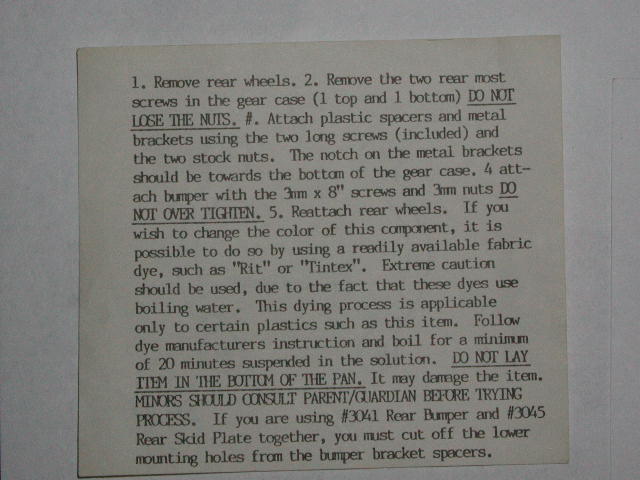 1. Remove rear wheels. 2. Remove the two rear most
screws in the gear case (1 top and 1 bottom) DO NOT
LOSE THE NUTS. #. Attach plastic spacers and metal
brackets using the two long screws (included) and
the two stock nuts. The notch on the metal brackets
should be towards the bottom of the gear case. 4 att-
ach bumper with the 3mm x 8" screws and 3mm nuts DO
NOT OVER TIGHTEN. 5. Reattach rear wheels. If you
wish to change the color of this component, it is
possible to do so by using a readily available fabric
dye, such as "Rit" or "Tintex". Extreme caution
should be used, due to the fact that these dyes use
boiling water. This dying process is applicable
only to certain plastics such as this item. Follow
dye manufacturers instruction and boil for a minimum
of 20 minutes suspended in the solution. DO NOT LAY
ITEM IN THE BOTTOM OF THE PAN. It may damage the item.
MINORS SHOULD CONSULT PARENT/GUARDIAN BEFORE TRYING
PROCESS. If you are using #3041 Rear Bumper and #3045
Rear Skid Plate together, you must cut off the lower
mounting holes from the bumper bracket spacers.